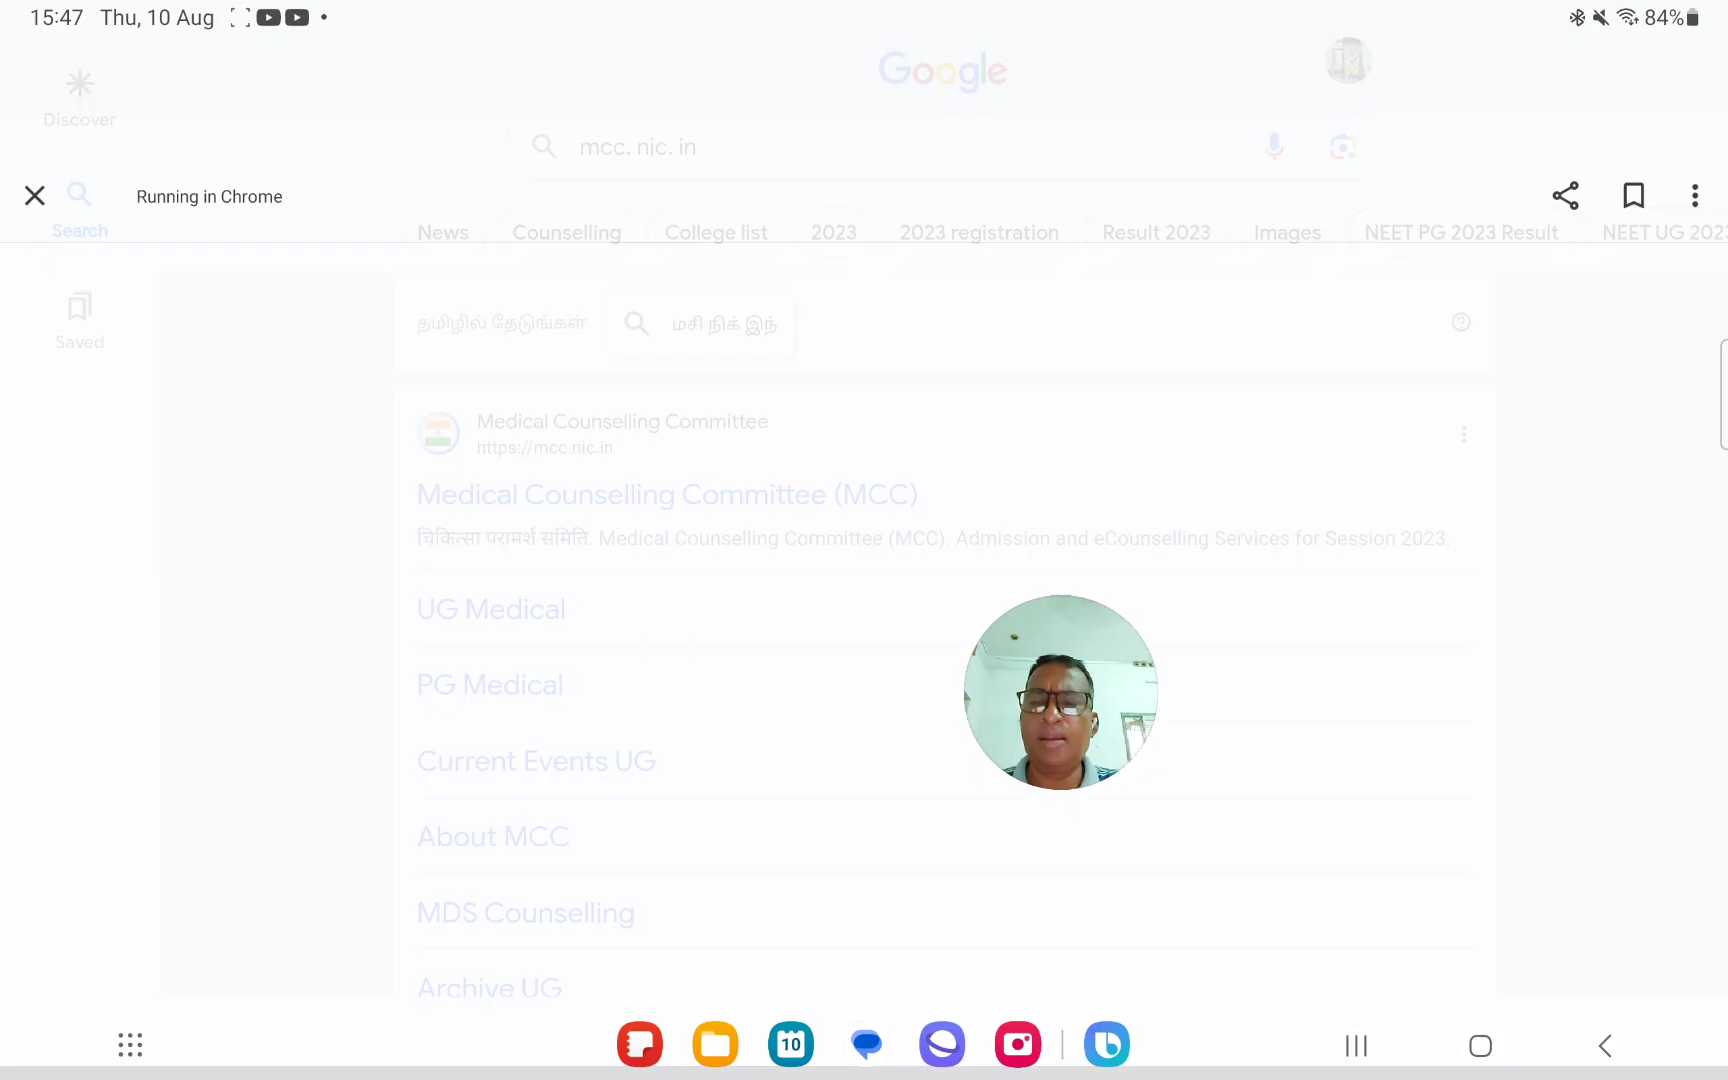 15:47 Thu, 10 Aug
84%
Google
Discover
mcc. nic. in
Running in Chrome
Search
News Counselling College list 2023 2023 registration Result 2023 Images NEET PG 2023 Result NEET UG 2023
தமிழில் தேடுங்கள் மசி நிக் இந்
Saved
Medical Counselling Committee
https://mcc.nic.in
Medical Counselling Committee (MCC)
चिकित्सा परामर्श समिति. Medical Counselling Committee (MCC). Admission and eCounselling Services for Session 2023.
UG Medical
PG Medical
Current Events UG
About MCC
MDS Counselling
Archive UG
10